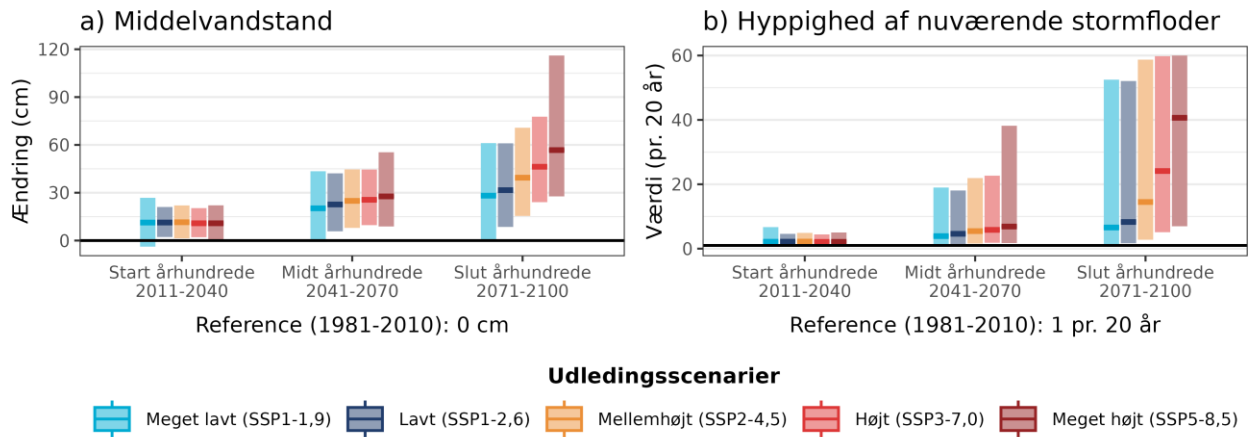 a) Middelvandstand
Ændring (cm)
120
90
60
30
0
Start århundrede
2011-2040
Midt århundrede
2041-2070
Slut århundrede
2071-2100
Reference (1981-2010): 0 cm
b) Hyppighed af nuværende stormfloder
Værdi (pr. 20 år)
60
40
20
0
Start århundrede
2011-2040
Midt århundrede
2041-2070
Slut århundrede
2071-2100
Reference (1981-2010): 1 pr. 20 år
Udledingsscenarier
Meget lavt (SSP1-1,9)
Lavt (SSP1-2,6)
Mellemhøjt (SSP2-4,5)
Højt (SSP3-7,0)
Meget højt (SSP5-8,5)